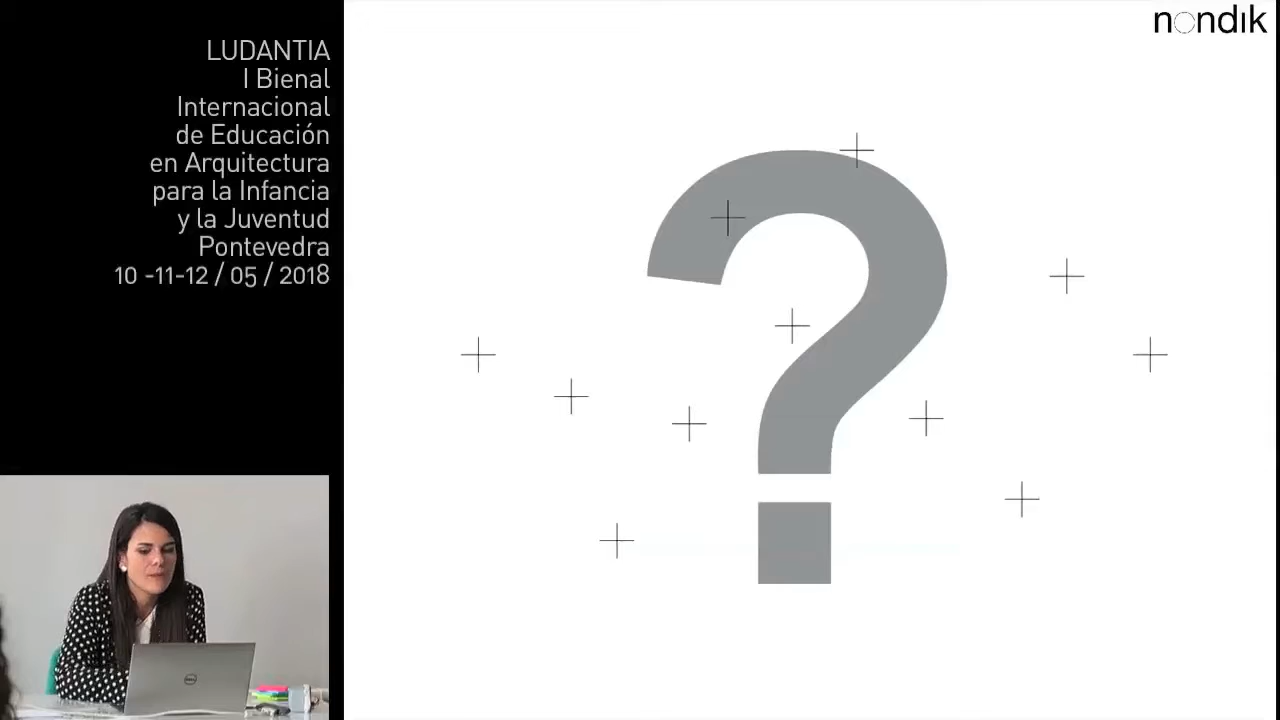 LUDANTIA
I Bienal
Internacional
de Educación
en Arquitectura
para la Infancia
y la Juventud
Pontevedra
10 -11-12 / 05 / 2018
nondik
?
DELL